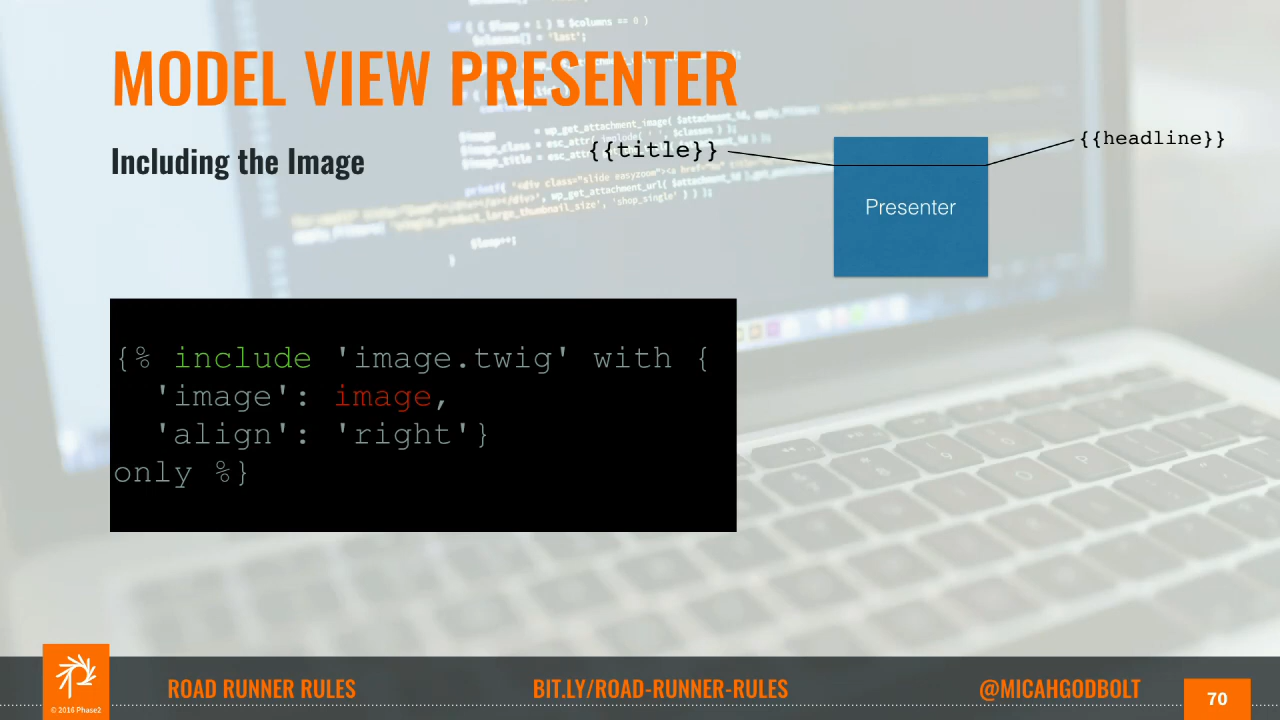 MODEL VIEW PRESENTER
Including the Image
{{title}}
{{headline}}
Presenter
{% include 'image.twig' with {
'image': image,
'align': 'right'}
only %}
© 2016 Phase2
ROAD RUNNER RULES
BIT.LY/ROAD-RUNNER-RULES
@MICAHGODBOLT
70